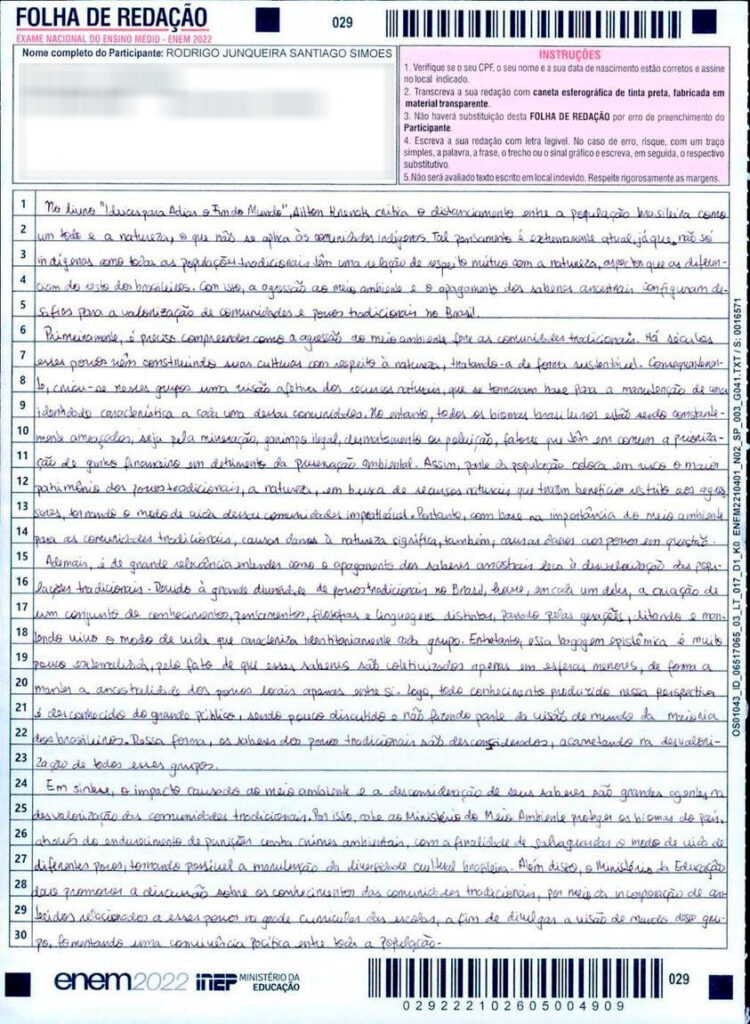 FOLHA DE REDAÇÃO
EXAME NACIONAL DO ENSINO MÉDIO - ENEM 2022
029
Nome completo do Participante: RODRIGO JUNQUEIRA SANTIAGO SIMOES
INSTRUÇÕES
1. Verifique se o seu CPF, o seu nome e a sua data de nascimento estão corretos e assine
no local indicado.
2. Transcreva a sua redação com caneta esferográfica de tinta preta, fabricada em
material transparente.
3. Não haverá substituição desta FOLHA DE REDAÇÃO por erro de preenchimento do
Participante.
4. Escreva a sua redação com letra legível. No caso de erro, risque, com um traço
simples, a palavra, a frase, o trecho ou o sinal gráfico e escreva, em seguida, o respectivo
substitutivo.
5. Não será avaliado texto escrito em local indevido. Respeite rigorosamente as margens.
1 No livro "Ideias para Adiar o Fim do Mundo", Ailton Krenak critica o distanciamento entre a população brasileira como
2 um todo e a natureza, o que não se aplica às comunidades indígenas. Tal pensamento é extremamente atual, já que, não só
3 indígenas como todas as populações tradicionais têm uma relação de respeito mútuo com a natureza, aspectos que as diferen-
4 ciam do resto dos brasileiros. Com isso, a agressão ao meio ambiente e o apagamento dos saberes ancestrais configuram de-
5 safios para a valorização de comunidades e povos tradicionais no Brasil.
6 Primeiramente, é preciso compreender como a agressão ao meio ambiente fere as comunidades tradicionais. Há séculos
7 esses povos vêm construindo suas culturas com respeito à natureza, tratando-a de forma sustentável. Consequentemen-
8 te, criou-se nesses grupos uma visão afetiva dos recursos naturais, que se tornaram base para a manutenção de uma
9 identidade característica a cada uma dessas comunidades. No entanto, todos os biomas brasileiros estão sendo constante-
10 mente ameaçados, seja pela mineração, garimpo ilegal, desmatamento ou poluição, fatores que têm em comum a prioriza-
11 ção de ganho financeiro em detrimento da preservação ambiental. Assim, parte da população coloca em risco o maior
12 patrimônio dos povos tradicionais, a natureza, em busca de recursos naturais que trazem benefício restrito aos agres-
13 sores, tornando o modo de vida dessas comunidades impraticável. Portanto, com base na importância do meio ambiente
14 para as comunidades tradicionais, causar danos à natureza significa, também, causar danos aos povos em questão.
15 Ademais, é de grande relevância entender como o apagamento dos saberes ancestrais leva à desvalorização das popu-
16 lações tradicionais. Devido à grande diversidade de povos tradicionais no Brasil, houve, em cada um deles, a criação de
17 um conjunto de conhecimentos, pensamentos, filosofias e linguagens distintas, passado pelas gerações, ditando e man-
18 tendo vivo o modo de vida que caracteriza identitariamente cada grupo. Entretanto, essa bagagem epistêmica é muito
19 pouco externalizada, pelo fato de que esses saberes são coletivizados apenas em esferas menores, de forma a
20 manter a ancestralidade dos povos locais apenas entre si. Logo, todo conhecimento produzido nessa perspectiva
21 é desconhecido do grande público, sendo pouco discutido e não fazendo parte da visão de mundo da maioria
22 dos brasileiros. Dessa forma, os saberes dos povos tradicionais são desconsiderados, acarretando na desvalori-
23 zação de todos esses grupos.
24 Em síntese, o impacto causado ao meio ambiente e a desconsideração de seus saberes são grandes agentes na
25 desvalorização das comunidades tradicionais. Por isso, cabe ao Ministério do Meio Ambiente proteger os biomas do país,
26 através do endurecimento de punições contra crimes ambientais, com a finalidade de salvaguardar o modo de vida de
27 diferentes povos, tornando possível a manutenção da diversidade cultural brasileira. Além disso, o Ministério da Educação
28 deve promover a discussão sobre os conhecimentos das comunidades tradicionais, por meio da incorporação de con-
29 teúdos relacionados a esses povos na grade curricular das escolas, a fim de divulgar a visão de mundo desse gru-
30 po, fomentando uma convivência pacífica entre toda a população.
OS01043_ID_06517065_03_LT_017_D1_K0 ENEM2210401_N02_SP_003_G041.TXT / S: 0016571
enem2022 inep MINISTÉRIO DA
EDUCAÇÃO
029
0292221026050049 09